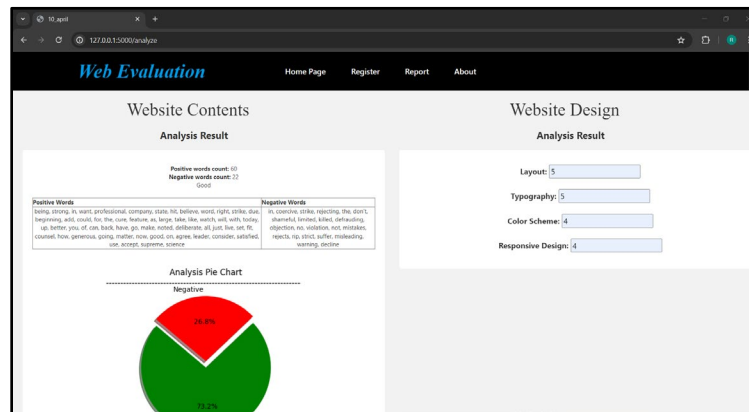 10_april
127.0.0.1:5000/analyze
Web Evaluation
Home Page Register Report About
Website Contents
Analysis Result
Positive words count: 60
Negative words count: 22
Good
Positive Words
being, strong, in, want, professional, company, state, hit, believe, word, right, strike, due,
beginning, add, could, for, the, cure, feature, as, large, take, like, watch, will, with, today,
up, better, you, of, can, back, have, go, make, noted, deliberate, all, just, live, set, fit,
counsel, how, generous, going, matter, now, good, on, agree, leader, consider, satisfied,
use, accept, supreme, science
Negative Words
in, coercive, strike, rejecting, the, don't,
shameful, limited, killed, defrauding,
objection, no, violation, not, mistakes,
rejects, rip, strict, suffer, misleading,
warning, decline
Analysis Pie Chart
Negative
26.8%
73.2%
Website Design
Analysis Result
Layout: 5
Typography: 5
Color Scheme: 4
Responsive Design: 4